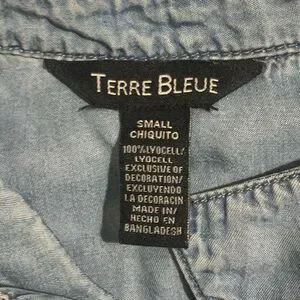 TERRE BLEUE
SMALL
CHIQUITO
100%LYOCELL/
LYOCELL
EXCLUSIVE OF
DECORATION/
EXCLUYENDO
LA DECORACIN
MADE IN/
HECHO EN
BANGLADESH